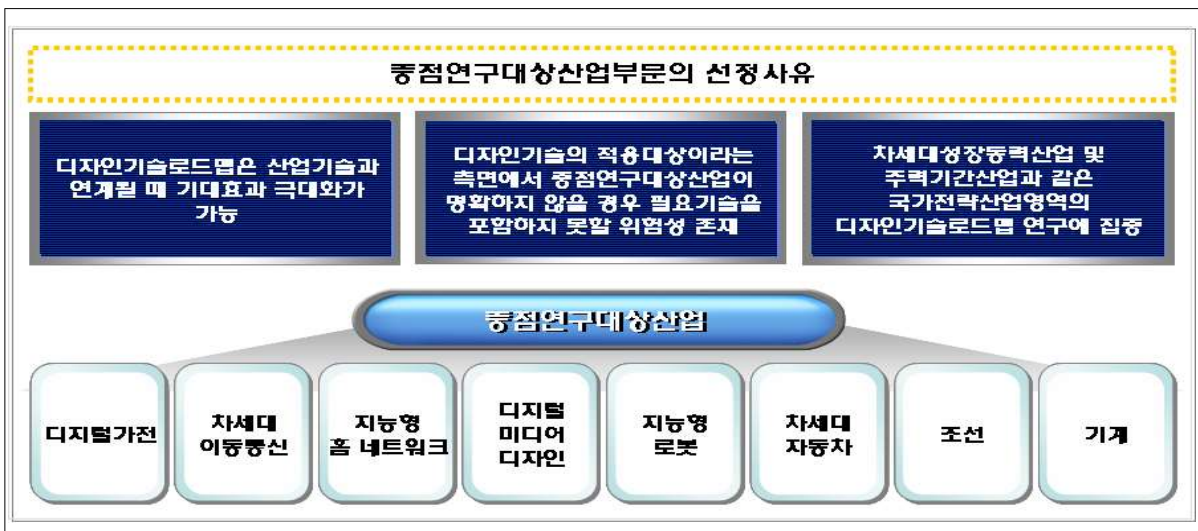 중점연구대상산업부문의 선정사유
디자인기술로드맵은 산업기술과
연계될 때 기대효과 극대화가
가능
디자인기술의 적용대상이라는
측면에서 중점연구대상산업이
명확하지 않을 경우 필요기술을
포함하지 못할 위험성 존재
차세대성장동력산업 및
주력기간산업과 같은
국가전략산업영역의
디자인기술로드맵 연구에 집중
중점연구대상산업
디지털가전
차세대
이동통신
지능형
홈 네트워크
디지털
미디어
디자인
지능형
로봇
차세대
자동차
조선
기계